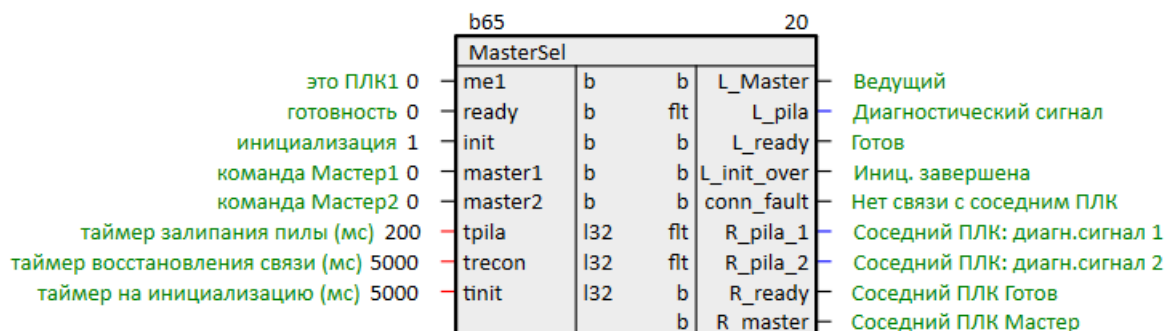 b65 20
MasterSel
это ПЛК1 0 me1 b b L_Master Ведущий
готовность 0 ready b flt L_pila Диагностический сигнал
инициализация 1 init b b L_ready Готов
команда Мастер1 0 master1 b b L_init_over Иниц. завершена
команда Мастер2 0 master2 b b conn_fault Нет связи с соседним ПЛК
таймер залипания пилы (мс) 200 tpila I32 flt R_pila_1 Соседний ПЛК: диагн.сигнал 1
таймер восстановления связи (мс) 5000 trecon I32 flt R_pila_2 Соседний ПЛК: диагн.сигнал 2
таймер на инициализацию (мс) 5000 tinit I32 b R_ready Соседний ПЛК Готов
b R_master Соседний ПЛК Мастер